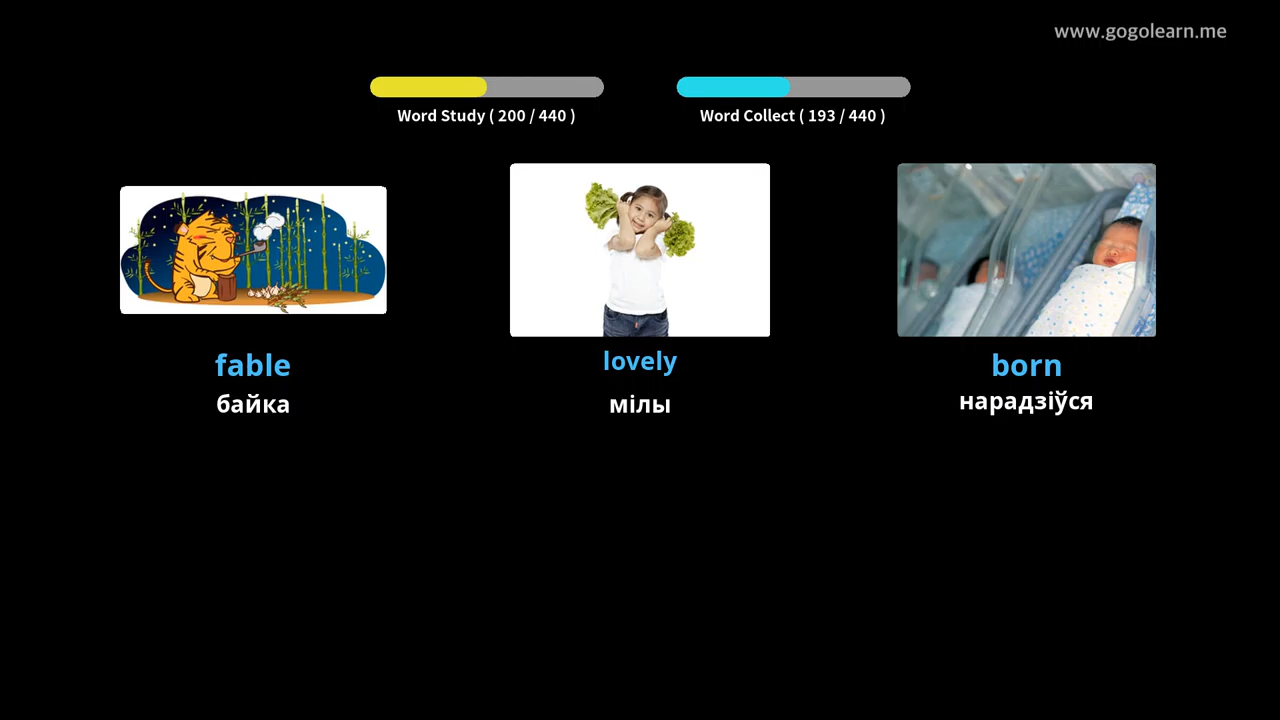 www.gogolearn.me
Word Study ( 200 / 440 )
Word Collect ( 193 / 440 )
fable
байка
lovely
мілы
born
нарадзіўся